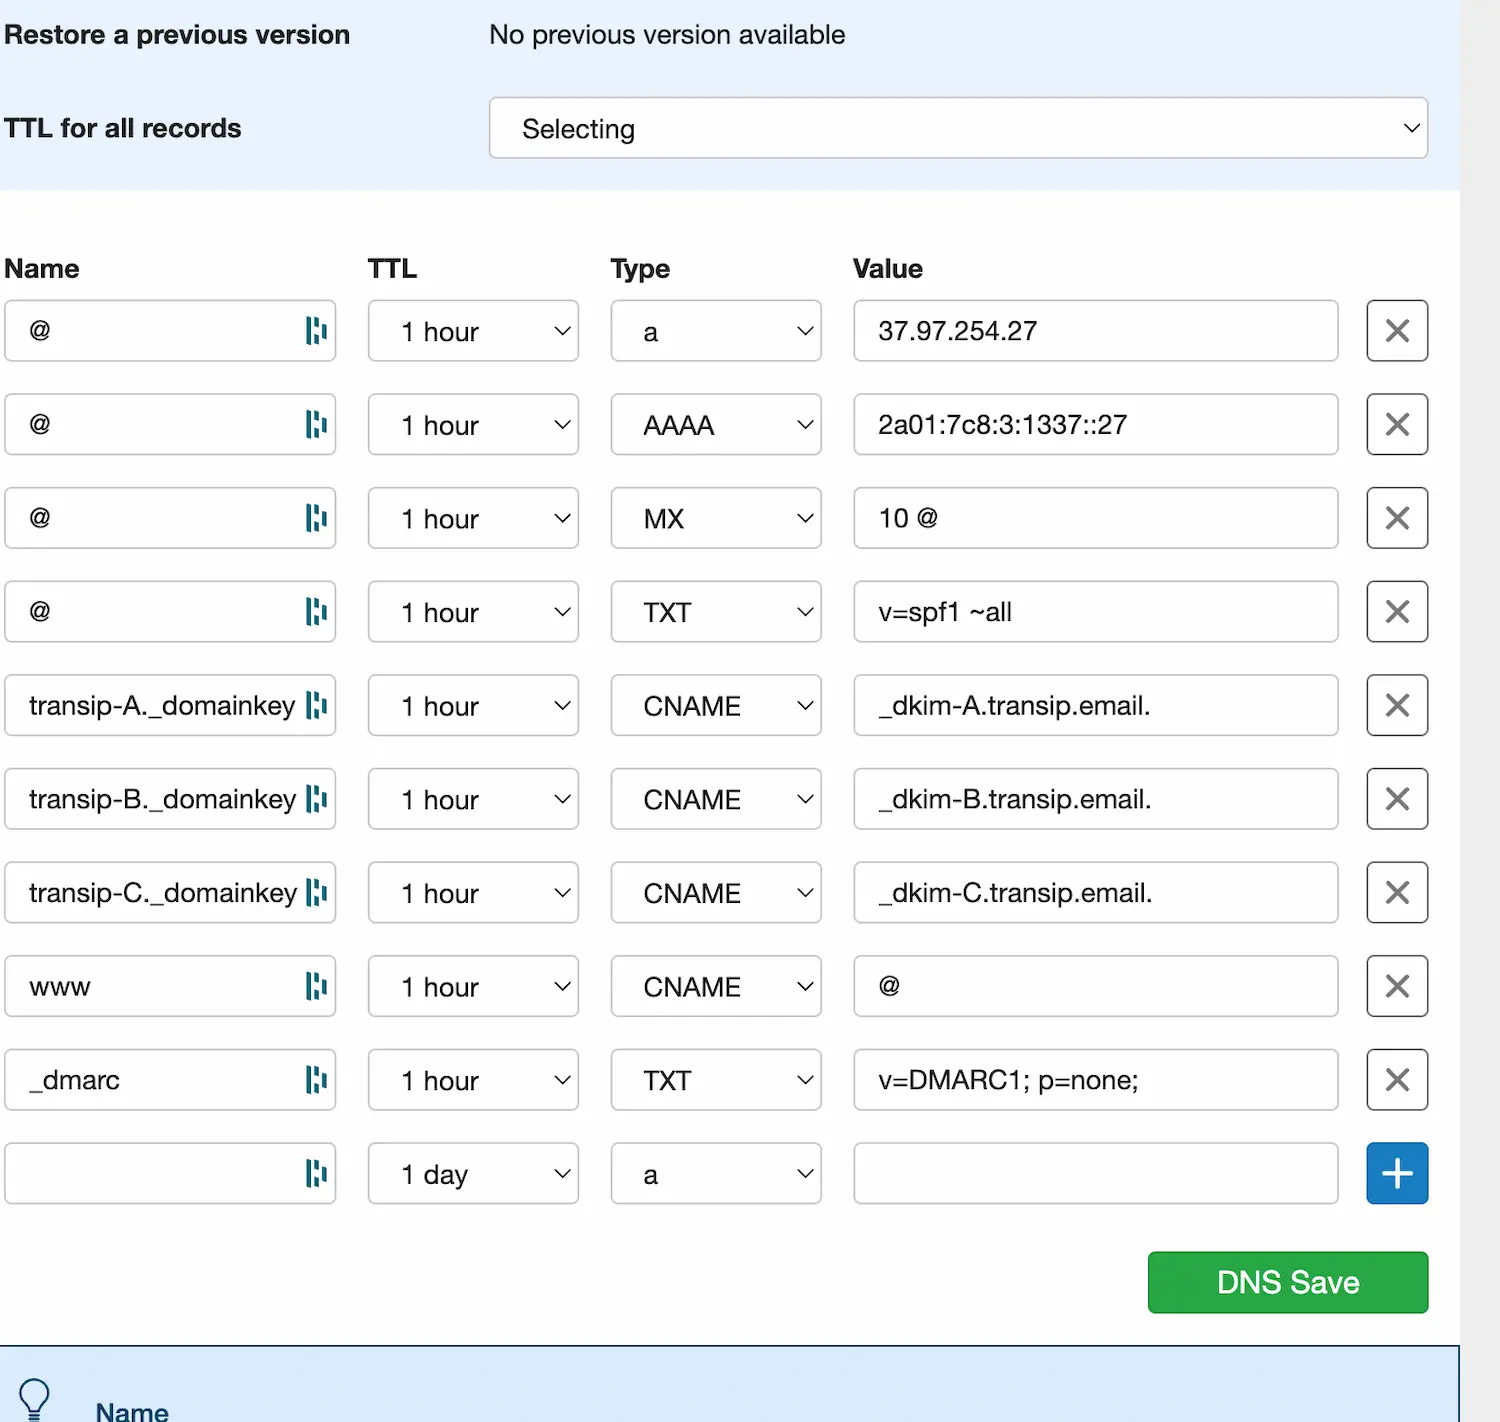 Restore a previous version No previous version available
TTL for all records Selecting
Name TTL Type Value
@ 1 hour a 37.97.254.27
@ 1 hour AAAA 2a01:7c8:3:1337::27
@ 1 hour MX 10 @
@ 1 hour TXT v=spf1 ~all
transip-A._domainkey 1 hour CNAME _dkim-A.transip.email.
transip-B._domainkey 1 hour CNAME _dkim-B.transip.email.
transip-C._domainkey 1 hour CNAME _dkim-C.transip.email.
www 1 hour CNAME @
_dmarc 1 hour TXT v=DMARC1; p=none;
1 day a
DNS Save
Name